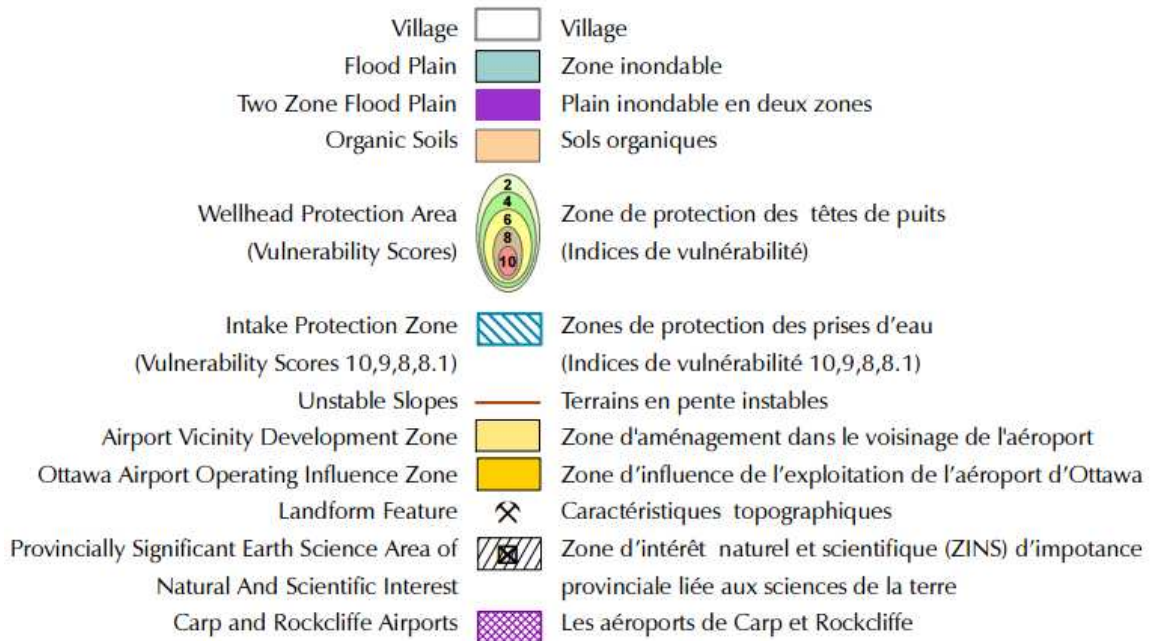 Village Village
Flood Plain Zone inondable
Two Zone Flood Plain Plain inondable en deux zones
Organic Soils Sols organiques
2
4
Wellhead Protection Area 6 Zone de protection des têtes de puits
8
(Vulnerability Scores) (Indices de vulnérabilité)
10
Intake Protection Zone Zones de protection des prises d'eau
(Vulnerability Scores 10,9,8,8.1) (Indices de vulnérabilité 10,9,8,8.1)
Unstable Slopes Terrains en pente instables
Airport Vicinity Development Zone Zone d'aménagement dans le voisinage de l'aéroport
Ottawa Airport Operating Influence Zone Zone d'influence de l'exploitation de l'aéroport d'Ottawa
Landform Feature Caractéristiques topographiques
Provincially Significant Earth Science Area of Zone d'intérêt naturel et scientifique (ZINS) d'impotance
Natural And Scientific Interest provinciale liée aux sciences de la terre
Carp and Rockcliffe Airports Les aéroports de Carp et Rockcliffe